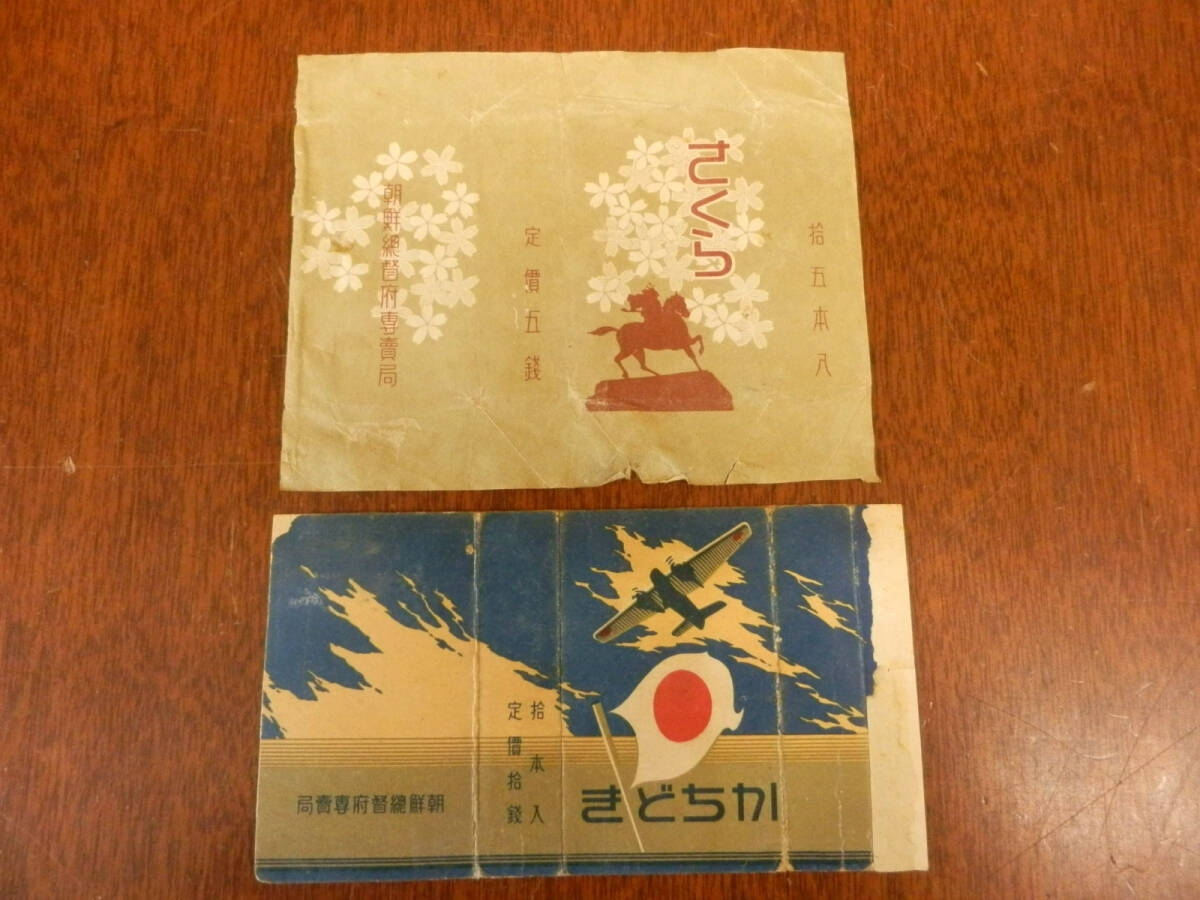 さくら
拾五本入
定價五錢
朝鮮總督府專賣局
かちどき
拾本入
定價拾錢
朝鮮總督府專賣局